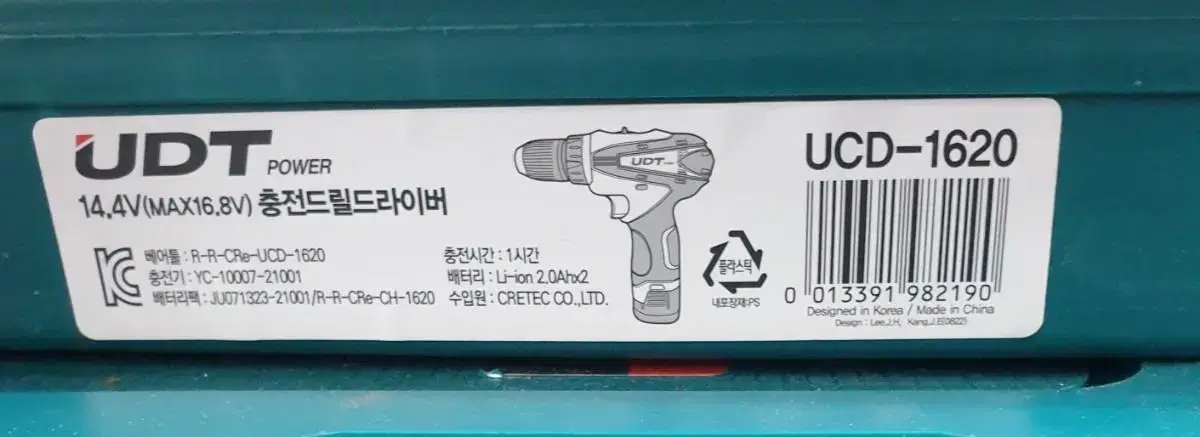 UDT POWER
14.4V(MAX16.8V) 충전드릴드라이버
베어툴 : R-R-CRe-UCD-1620
충전기 : YC-10007-21001
배터리팩 : JU071323-21001/R-R-CRe-CH-1620
충전시간 : 1시간
배터리 : Li-ion 2.0Ahx2
수입원 : CRETEC CO.,LTD.
UDT
플라스틱
내포장재:PS
UCD-1620
0 013391 982190
Designed in Korea / Made in China
Design : Lee.J.H, Kang.J.E(0822)